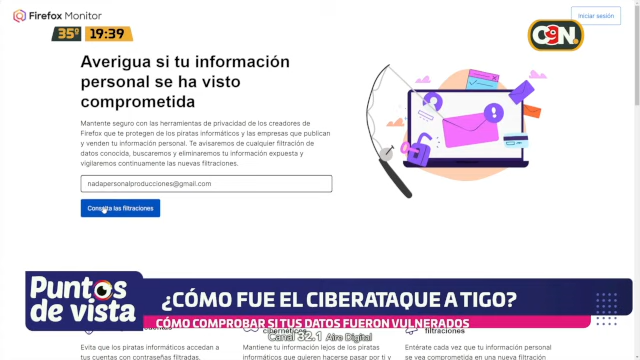 Firefox Monitor
Iniciar sesión
35º 19:39
C9N
Averigua si tu información
personal se ha visto
comprometida
Mantente seguro con las herramientas de privacidad de los creadores de
Firefox que te protegen de los piratas informáticos y las empresas que publican
y venden tu información personal. Te avisaremos de cualquier filtración de
datos conocida, buscaremos y eliminaremos tu información expuesta y
vigilaremos continuamente las nuevas filtraciones.
nadapersonalproducciones@gmail.com
Consulta las filtraciones
Puntos
de vista
¿CÓMO FUE EL CIBERATAQUE A TIGO?
CÓMO COMPROBAR SI TUS DATOS FUERON VULNERADOS
cibernéticos
filtraciones
Canal 32.1 Aire Digital
Evita que los piratas informáticos accedan a
tus cuentas con contraseñas filtradas.
Mantiene tu información lejos de los piratas
informáticos que podrían hacerse pasar por ti y
Entérate cada vez que tu información personal
se vea comprometida en una nueva filtración